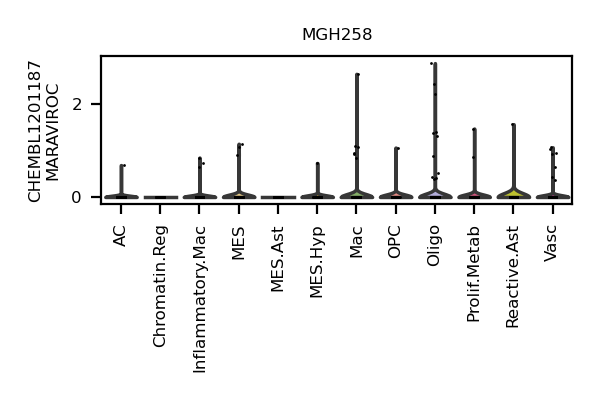 MGH258
CHEMBL1201187
MARAVIROC
2
0
AC
Chromatin.Reg
Inflammatory.Mac
MES
MES.Ast
MES.Hyp
Mac
OPC
Oligo
Prolif.Metab
Reactive.Ast
Vasc